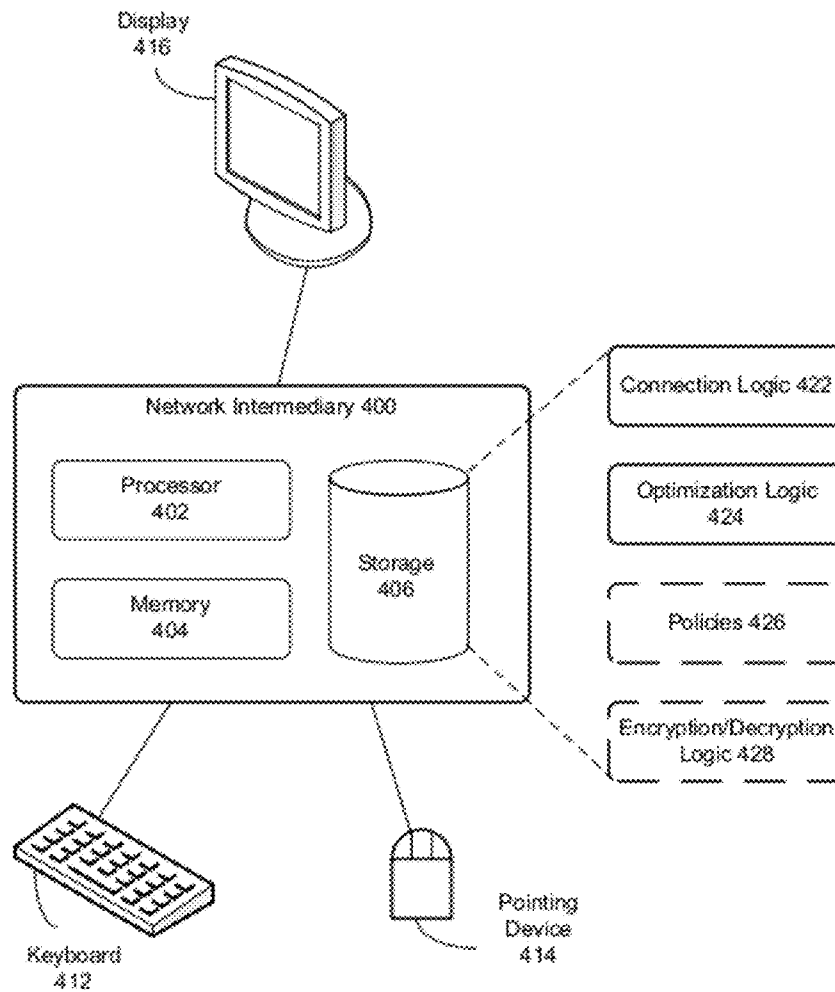 Display
416
Network Intermediary 400
Processor
402
Memory
404
Storage
406
Connection Logic 422
Optimization Logic
424
Policies 426
Encryption/Decryption
Logic 428
Keyboard
412
Pointing
Device
414